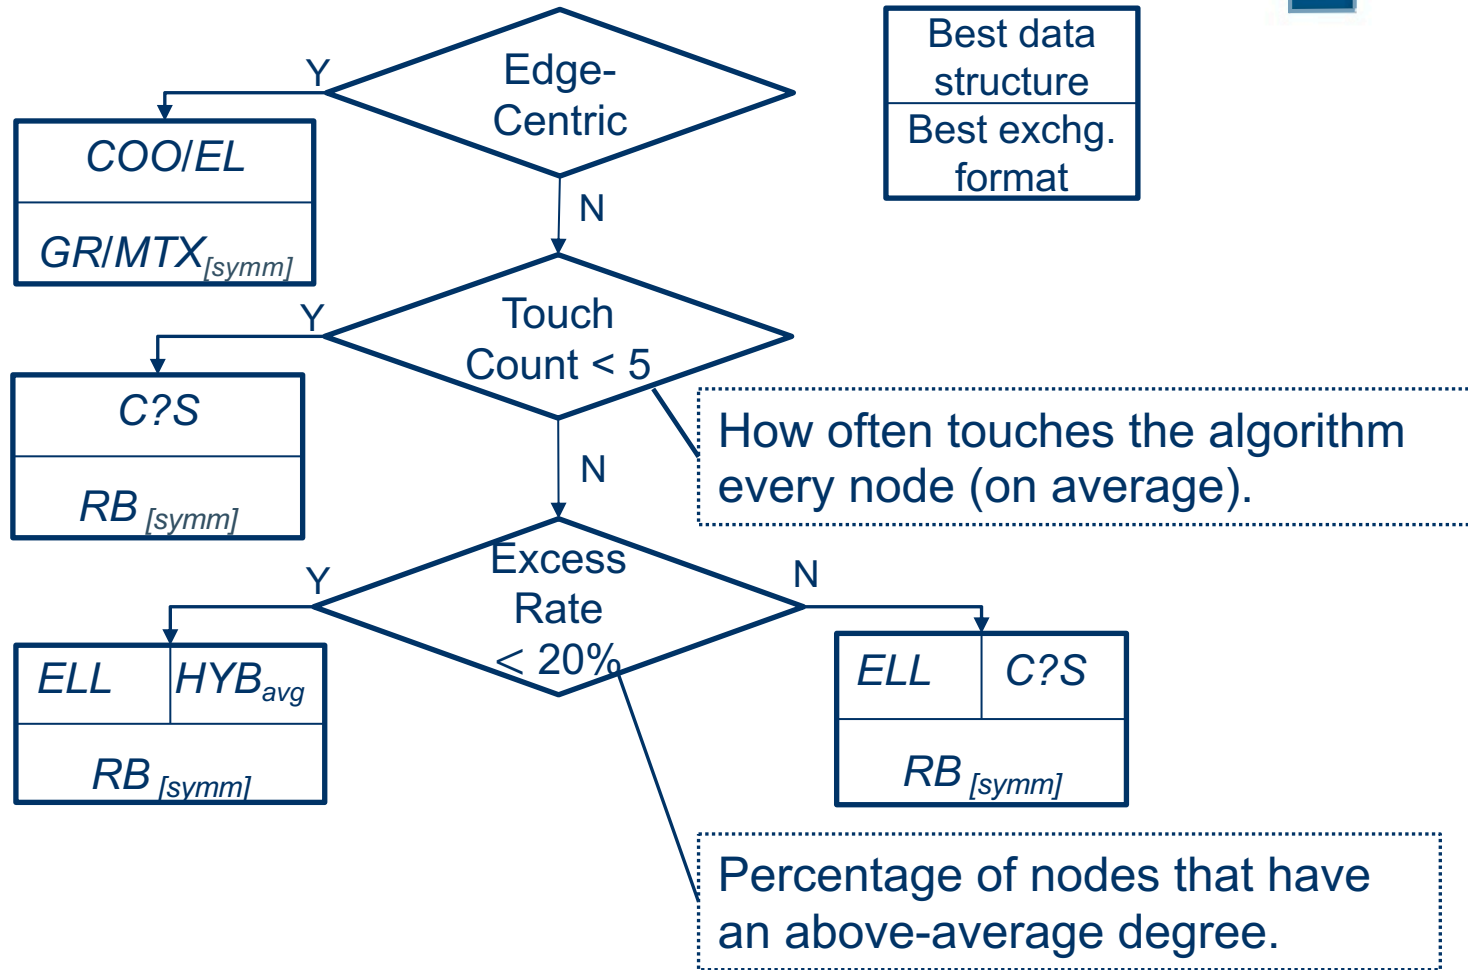 Edge-
Centric
Y
N
Best data
structure
Best exchg.
format
COO/EL
GR/MTX[symm]
Touch
Count < 5
Y
N
C?S
RB [symm]
How often touches the algorithm
every node (on average).
Excess
Rate
< 20%
Y
N
ELL
HYBavg
RB [symm]
ELL
C?S
RB [symm]
Percentage of nodes that have
an above-average degree.